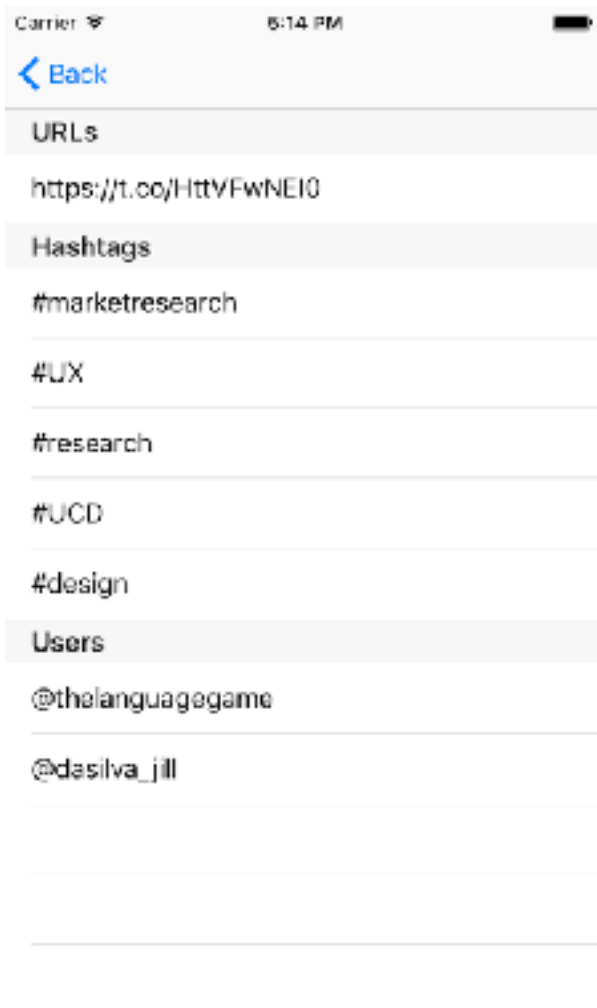 Carrier
6:14 PM
Back
URLs
https://t.co/HttVFwNEI0
Hashtags
#marketresearch
#UX
#research
#UCD
#design
Users
@thelanguagegame
@dasilva_jill